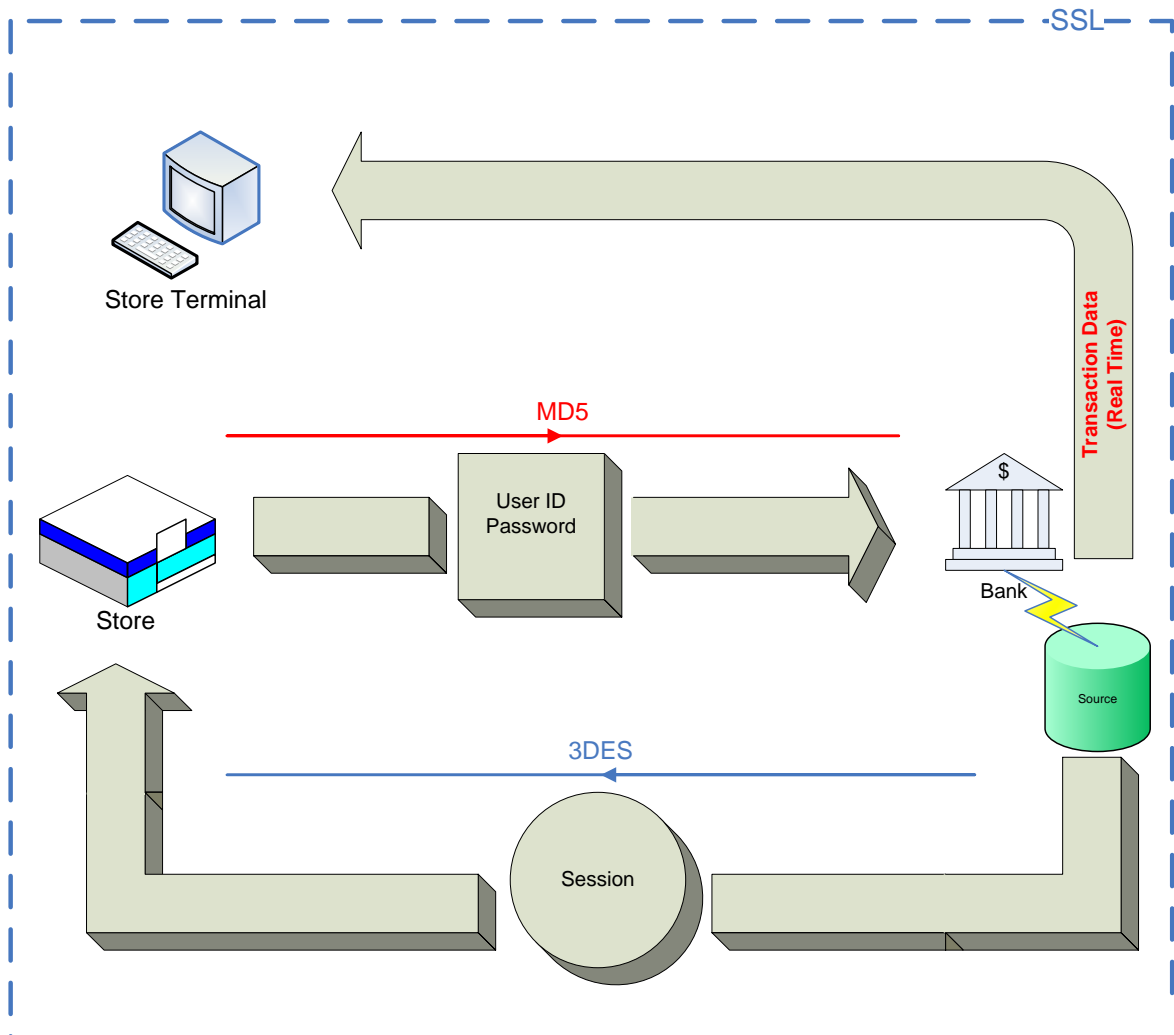 SSL
Store Terminal
Transaction Data
(Real Time)
MD5
User ID
Password
$
Store
Bank
Source
3DES
Session